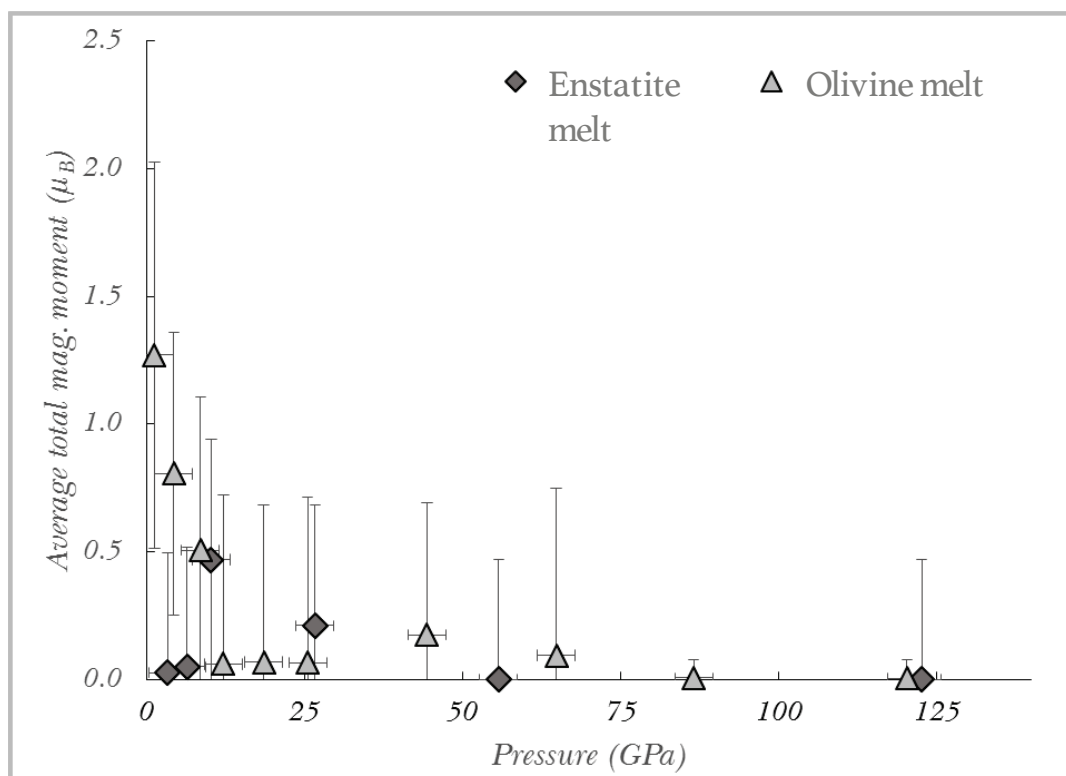 2.5
Enstatite
melt
Olivine melt
2.0
1.5
1.0
0.5
0.0
Average total mag. moment (μB)
0
25
50
75
100
125
Pressure (GPa)